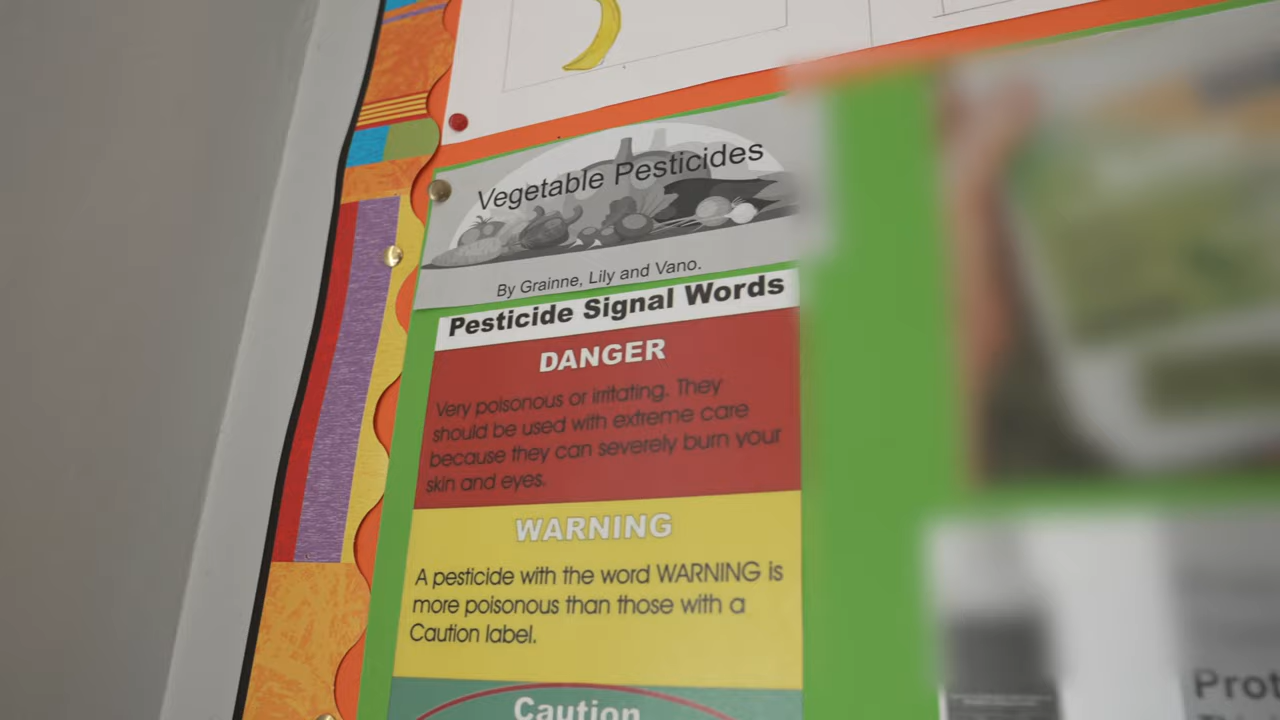 Vegetable Pesticides
By Grainne, Lily and Vano.
Pesticide Signal Words
DANGER
Very poisonous or irritating. They
should be used with extreme care
because they can severely burn your
skin and eyes.
WARNING
A pesticide with the word WARNING is
more poisonous than those with a
Caution label.
Caution